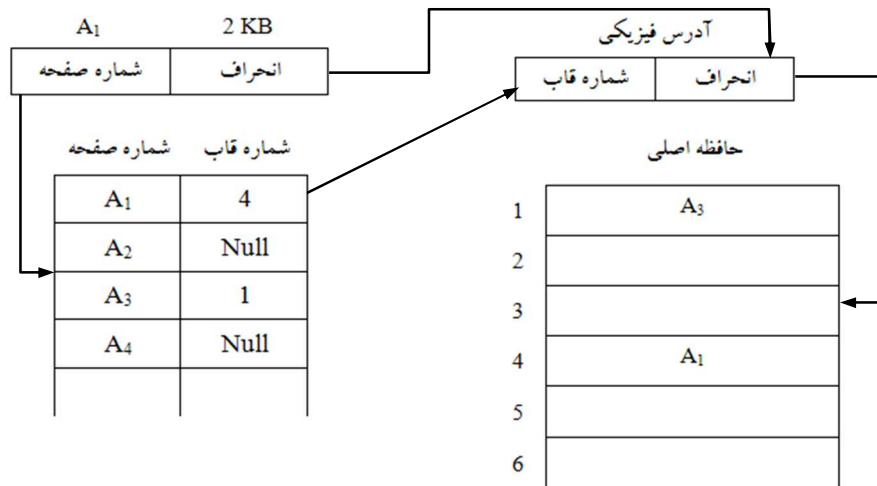 A₁ 2 KB
شماره صفحه انحراف
آدرس فیزیکی
شماره قاب انحراف
شماره صفحه شماره قاب
A₁ 4
A₂ Null
A₃ 1
A₄ Null
حافظه اصلی
1 A₃
2
3
4 A₁
5
6